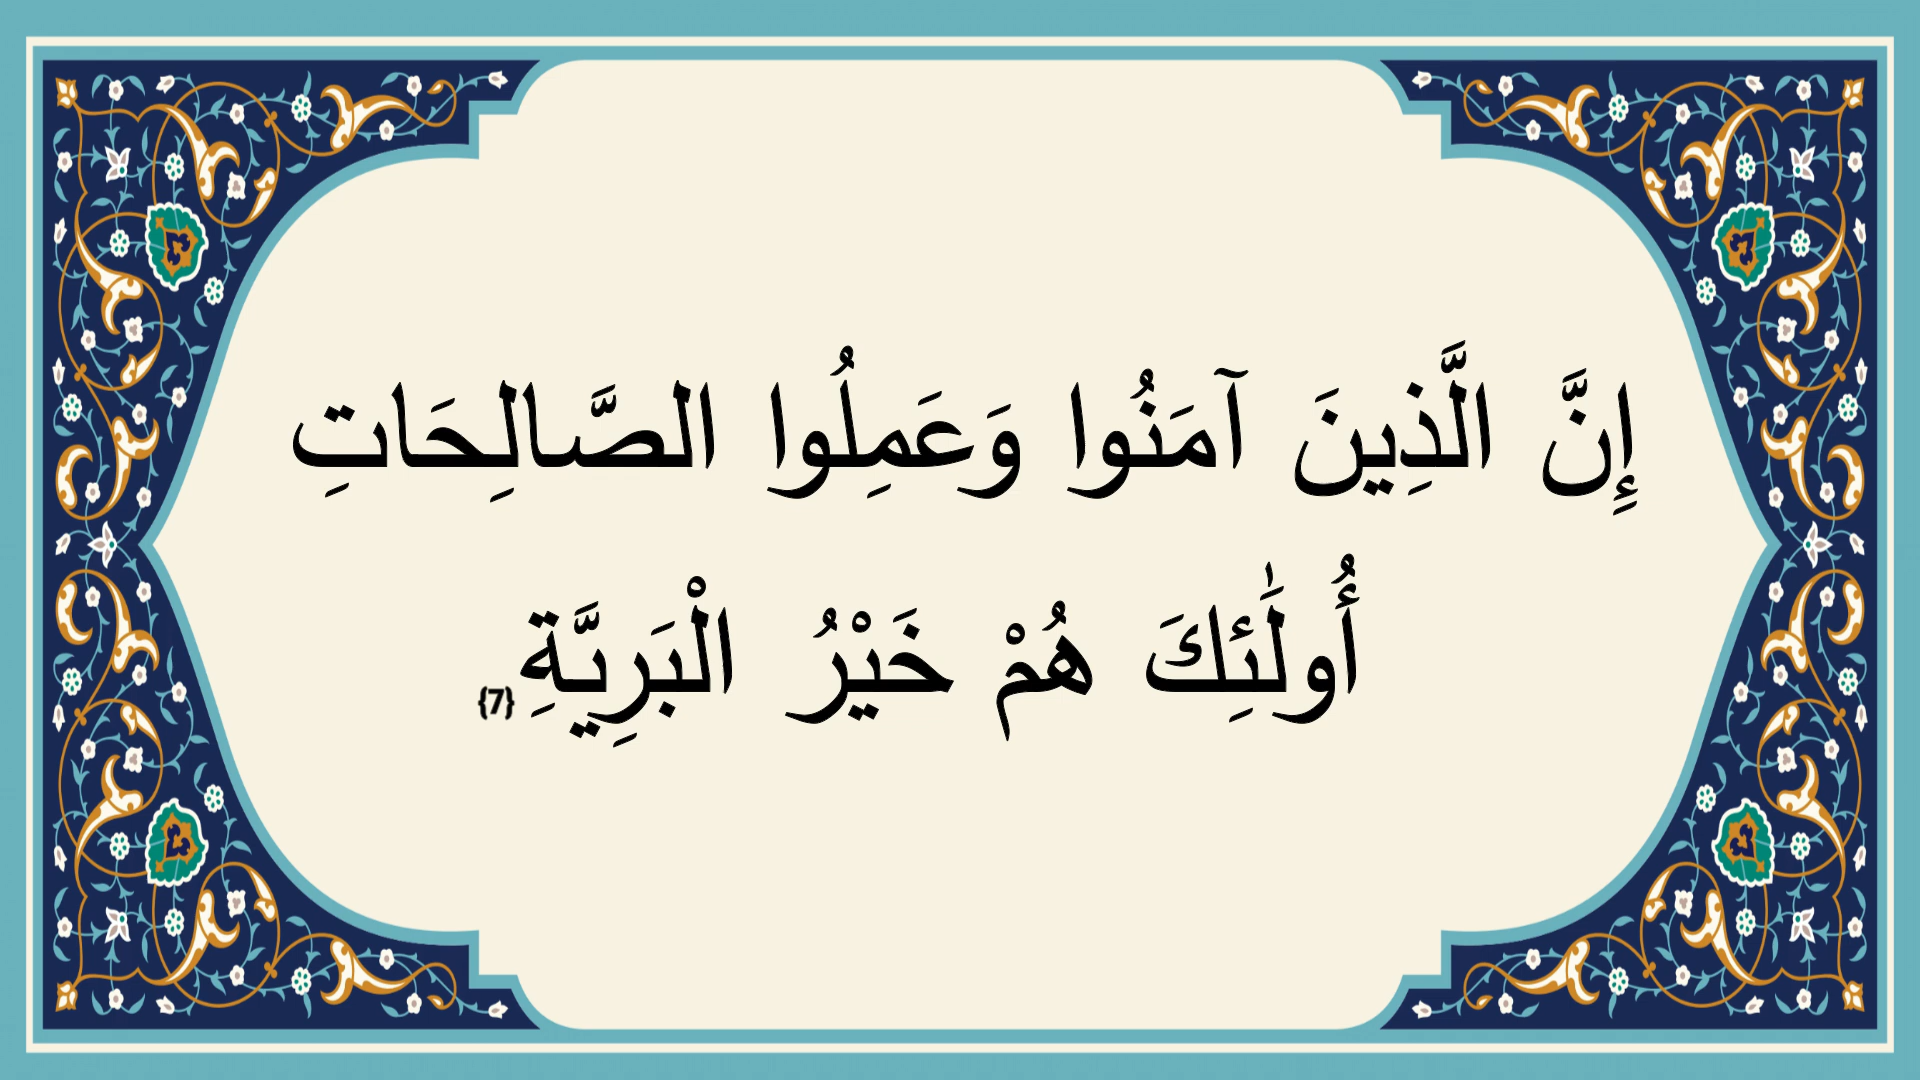 إِنَّ الَّذِينَ آمَنُوا وَعَمِلُوا الصَّالِحَاتِ
أُولَٰئِكَ هُمْ خَيْرُ الْبَرِيَّةِ {7}